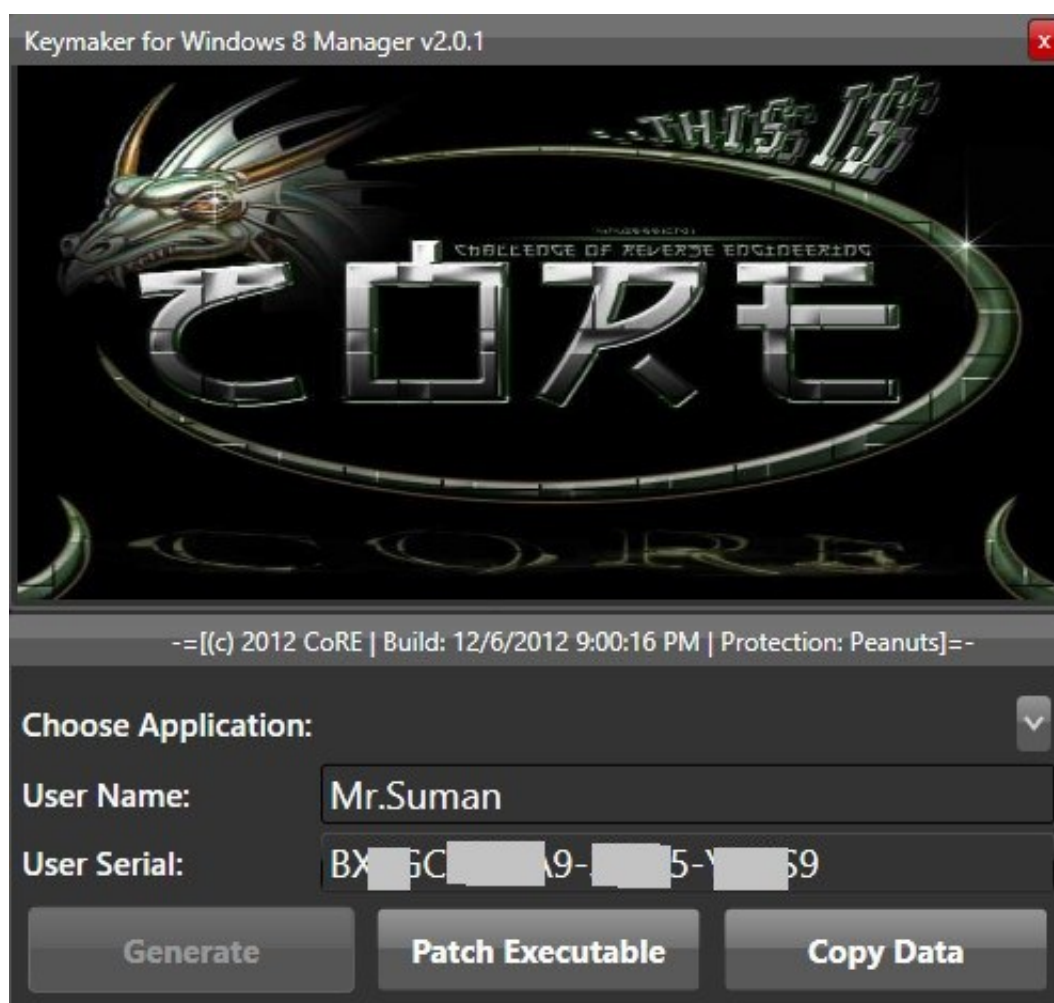 Keymaker for Windows 8 Manager v2.0.1
x
...THIS IS
CHALLENGE OF REVERSE ENGINEERING
CORE
CORE
-=[(c) 2012 CoRE | Build: 12/6/2012 9:00:16 PM | Protection: Peanuts]=-
Choose Application:
User Name: Mr.Suman
User Serial:
Generate Patch Executable Copy Data